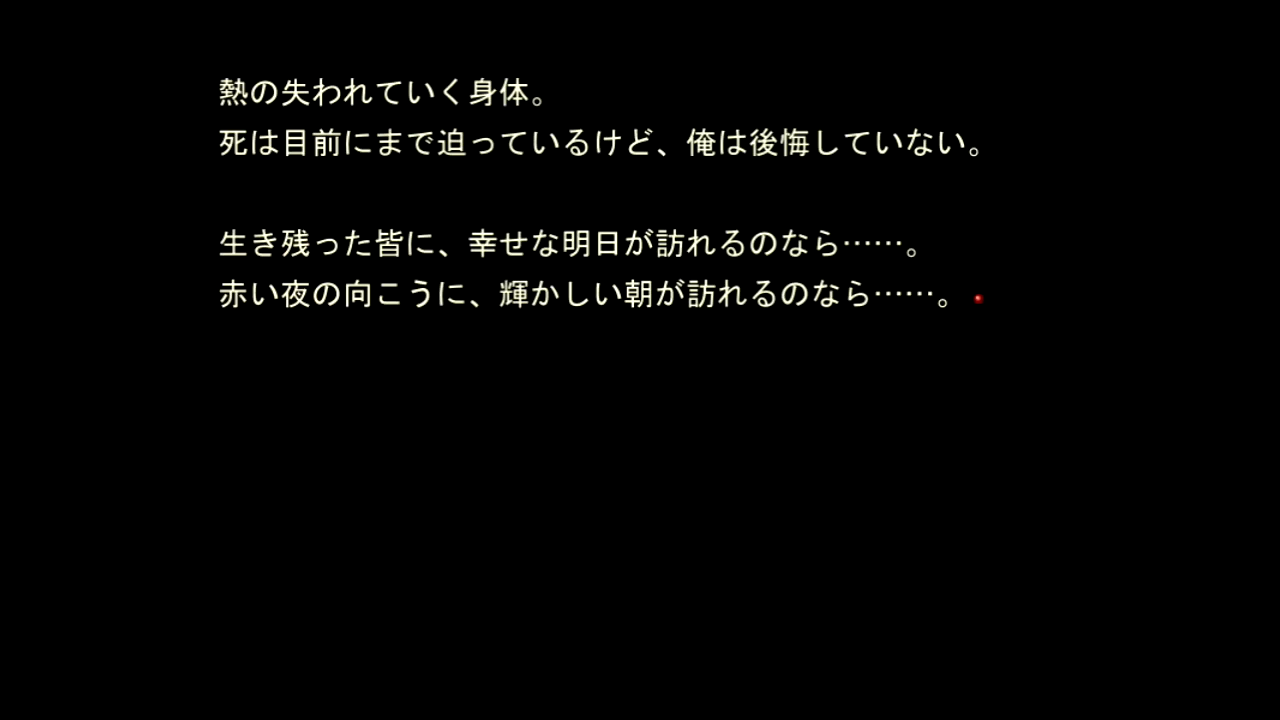 熱の失われていく身体。
死は目前にまで迫っているけど、俺は後悔していない。
生き残った皆に、幸せな明日が訪れるのなら……。
赤い夜の向こうに、輝かしい朝が訪れるのなら……。